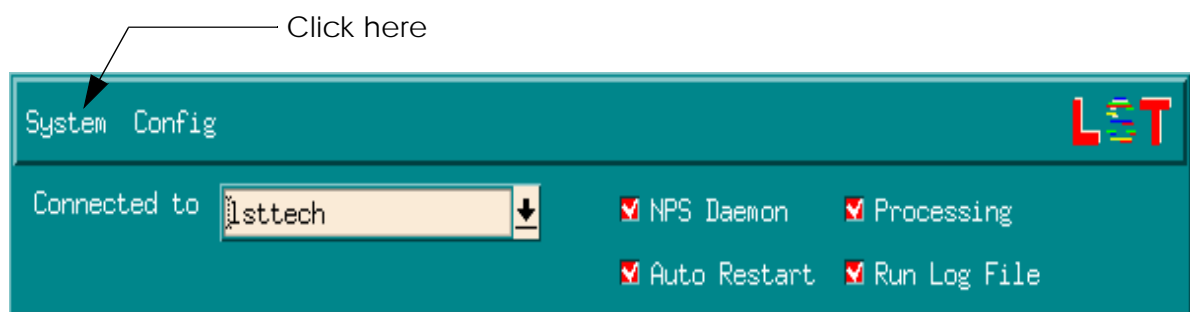 Click here
System Config LST
Connected to lsttech NPS Daemon Processing
Auto Restart Run Log File